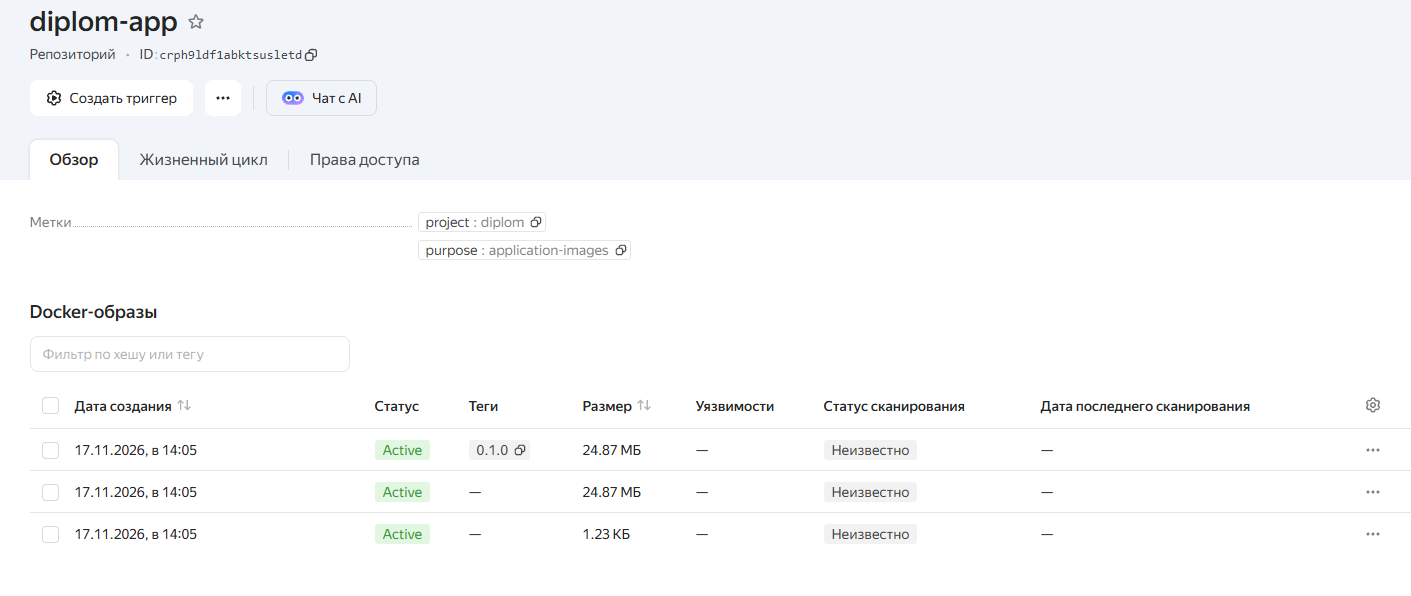 diplom-app
Репозиторий · ID: crph9ldf1abktsusletd
Создать триггер ··· Чат с AI
Обзор Жизненный цикл Права доступа
Метки project : diplom
purpose : application-images
Docker-образы
Фильтр по хешу или тегу
Дата создания Статус Теги Размер Уязвимости Статус сканирования Дата последнего сканирования
17.11.2026, в 14:05 Active 0.1.0 24.87 МБ — Неизвестно —
17.11.2026, в 14:05 Active — 24.87 МБ — Неизвестно —
17.11.2026, в 14:05 Active — 1.23 КБ — Неизвестно —